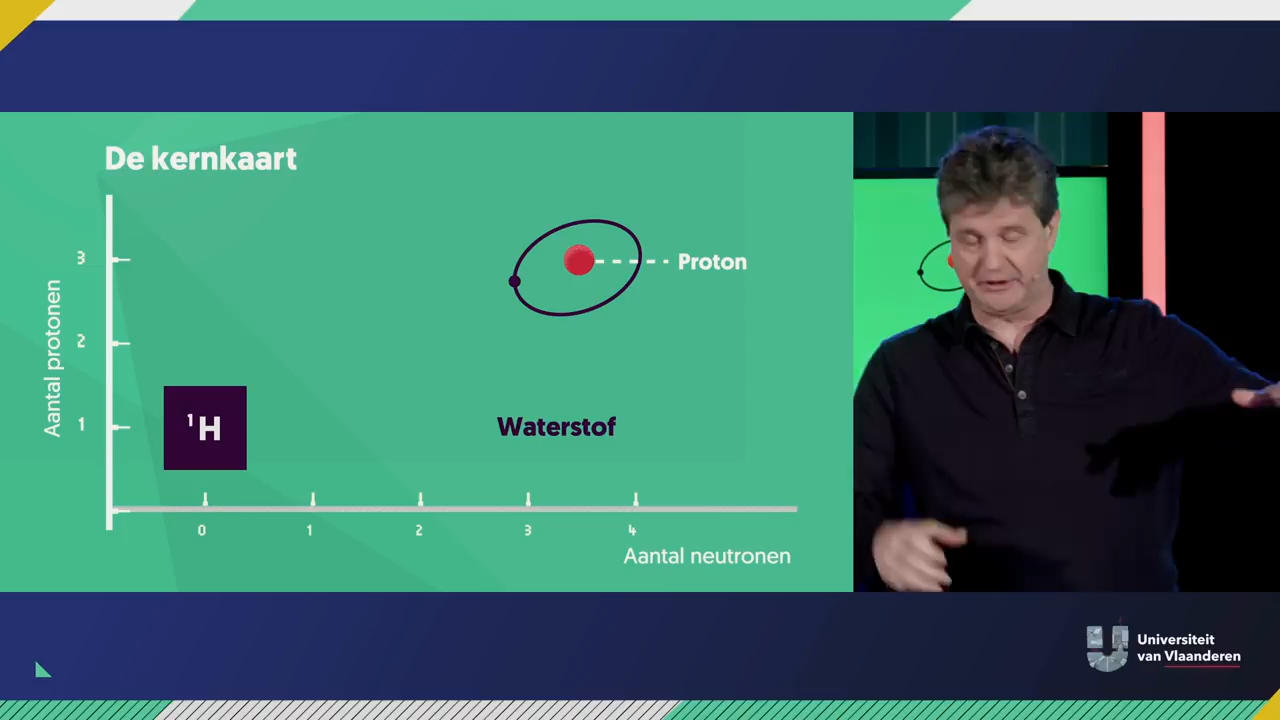 De kernkaart
Aantal protonen
3
2
1
¹H
Proton
Waterstof
0 1 2 3 4
Aantal neutronen
Universiteit
van Vlaanderen